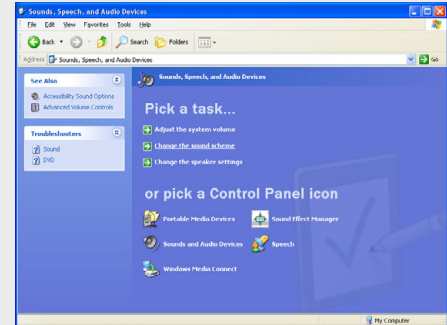 Sounds, Speech, and Audio Devices
File Edit View Favorites Tools Help
Back Search Folders
Address Sounds, Speech, and Audio Devices Go
See Also
Accessibility Sound Options
Advanced Volume Controls
Troubleshooters
Sound
DVD
Sounds, Speech, and Audio Devices
Pick a task...
Adjust the system volume
Change the sound scheme
Change the speaker settings
or pick a Control Panel icon
Portable Media Devices Sound Effect Manager
Sounds and Audio Devices Speech
Windows Media Connect
My Computer